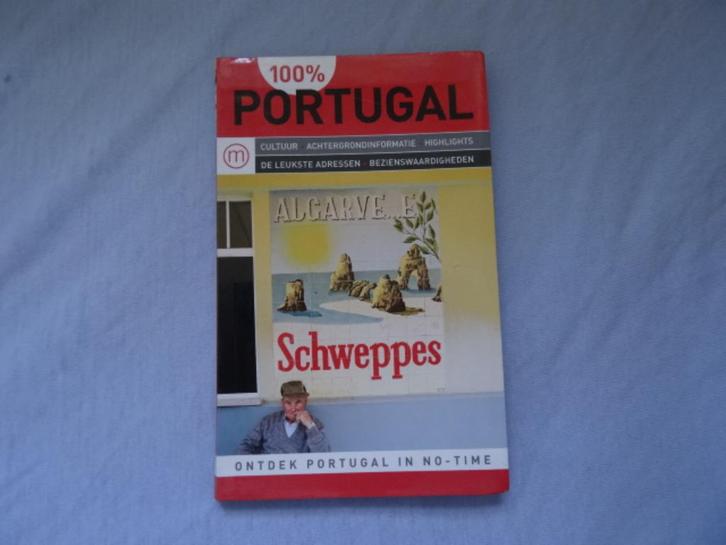 100%
PORTUGAL
m
CULTUUR ACHTERGRONDINFORMATIE HIGHLIGHTS
DE LEUKSTE ADRESSEN · BEZIENSWAARDIGHEDEN
ALGARVE...E
Schweppes
ONTDEK PORTUGAL IN NO-TIME